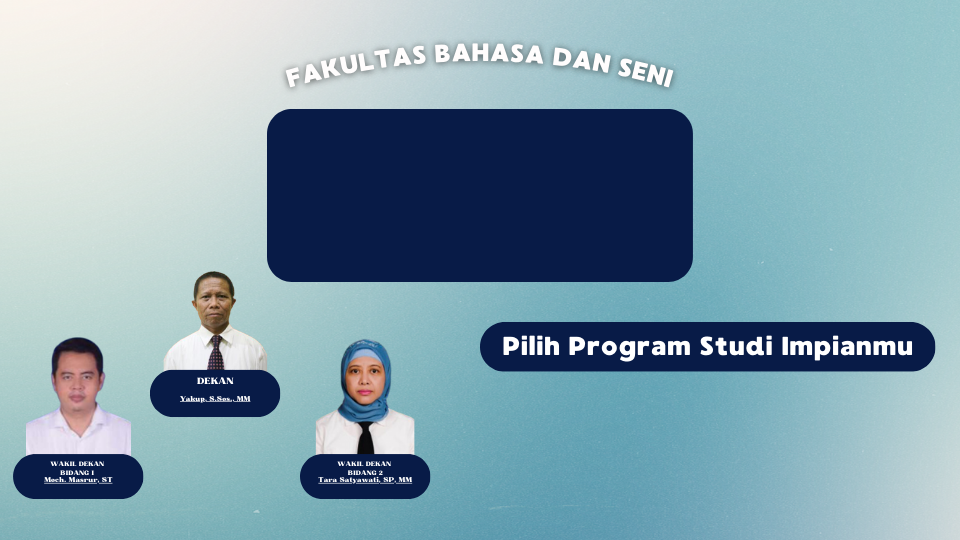 FAKULTAS BAHASA DAN SENI
Pilih Program Studi Impianmu
DEKAN
Yakup, S.Sos., MM
WAKIL DEKAN
BIDANG 1
Moch. Masrur, ST
WAKIL DEKAN
BIDANG 2
Tara Satyawati, SP, MM